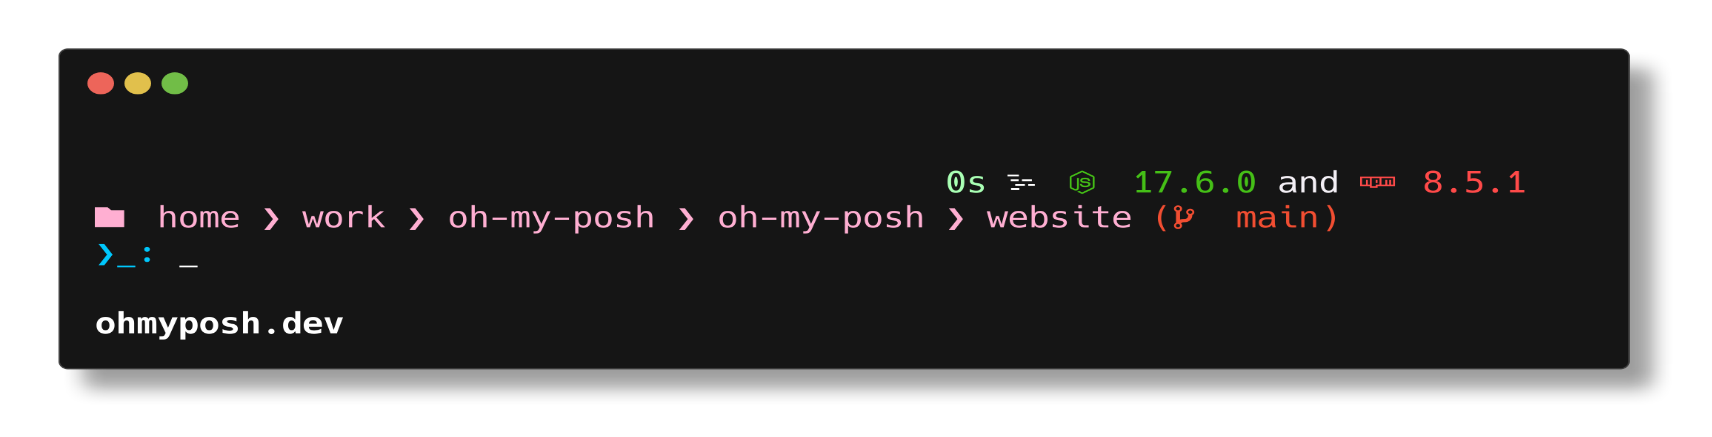 0s 17.6.0 and npm 8.5.1
home ❯ work ❯ oh-my-posh ❯ oh-my-posh ❯ website ( main)
❯_: _
ohmyposh.dev